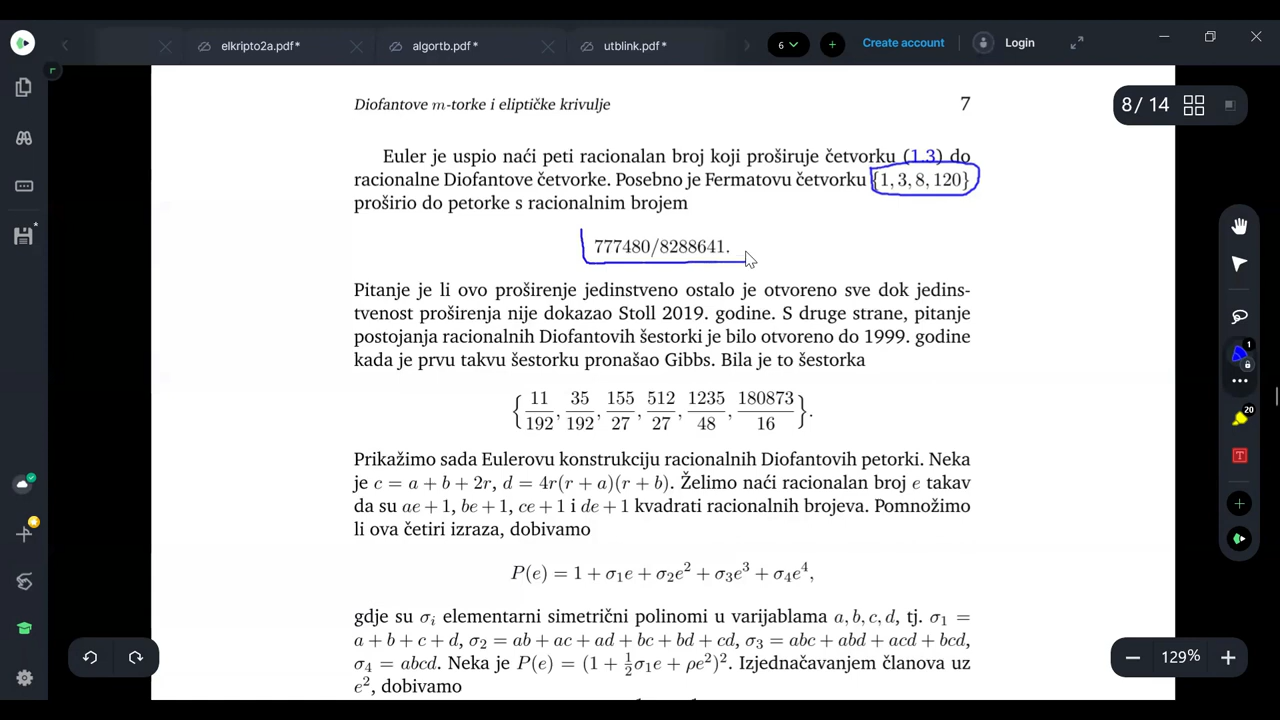 elkripto2a.pdf*
algortb.pdf*
utblink.pdf*
6
Create account
Login
Diofantove m-torke i eliptičke krivulje 7
8 / 14
Euler je uspio naći peti racionalan broj koji proširuje četvorku (1.3) do
racionalne Diofantove četvorke. Posebno je Fermatovu četvorku {1, 3, 8, 120}
proširio do petorke s racionalnim brojem
777480/8288641.
Pitanje je li ovo proširenje jedinstveno ostalo je otvoreno sve dok jedins-
tvenost proširenja nije dokazao Stoll 2019. godine. S druge strane, pitanje
postojanja racionalnih Diofantovih šestorki je bilo otvoreno do 1999. godine
kada je prvu takvu šestorku pronašao Gibbs. Bila je to šestorka
{11/192, 35/192, 155/27, 512/27, 1235/48, 180873/16}.
Prikažimo sada Eulerovu konstrukciju racionalnih Diofantovih petorki. Neka
je c = a + b + 2r, d = 4r(r + a)(r + b). Želimo naći racionalan broj e takav
da su ae + 1, be + 1, ce + 1 i de + 1 kvadrati racionalnih brojeva. Pomnožimo
li ova četiri izraza, dobivamo
P(e) = 1 + σ₁e + σ₂e² + σ₃e³ + σ₄e⁴,
gdje su σᵢ elementarni simetrični polinomi u varijablama a, b, c, d, tj. σ₁ =
a + b + c + d, σ₂ = ab + ac + ad + bc + bd + cd, σ₃ = abc + abd + acd + bcd,
σ₄ = abcd. Neka je P(e) = (1 + ½σ₁e + ρe²)². Izjednačavanjem članova uz
e², dobivamo
1
20
T
129%